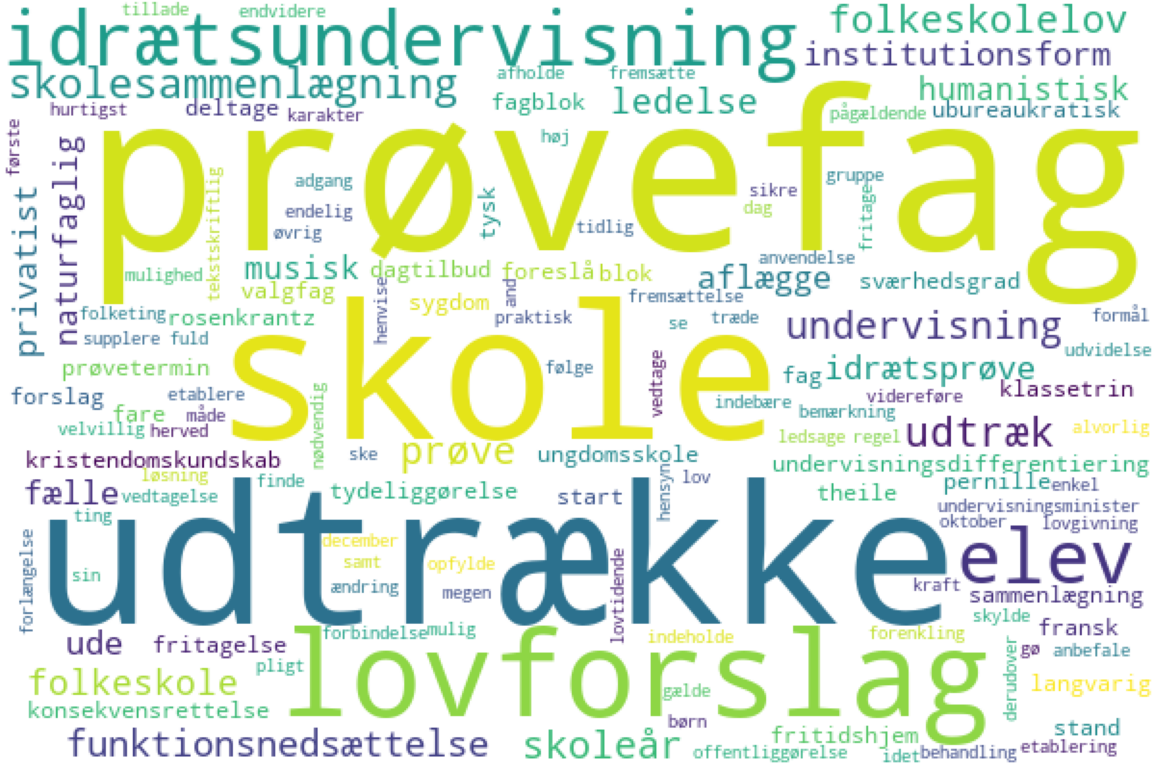 tillade
endvidere
idrætsundervisning
folkeskolelov
institutionsform
skolesammenlægning
afholde
fremsætte
humanistisk
hurtigst
deltage
karakter
fagblok
ledelse
pågældende
ubureaukratisk
første
prøvefag
høj
privatist
naturfaglig
tekstskriftlig
adgang
endelig
øvrig
tysk
tidlig
sikre
dag
gruppe
fritage
mulighed
musisk
dagtilbud
foreslå
blok
anvendelse
aflægge
sværhedsgrad
valgfag
henvise
sygdom
and
praktisk
fremsættelse
se
træde
folketing
rosenkrantz
supplere
fuld
skole
undervisning
formål
udvidelse
prøvetermin
følge
vedtage
fag
idrætsprøve
forslag
etablere
fare
måde
velvillig
herved
nødvendig
indebære
videreføre
klassetrin
bemærkning
ledsage
regel
udtræk
alvorlig
kristendomskundskab
ske
prøve
ungdomsskole
undervisningsdifferentiering
løsning
fælle
vedtagelse
finde
tydeliggørelse
start
hensyn
lov
theile
pernille
enkel
ting
undervisningsminister
oktober
lovgivning
udtrække
forlængelse
sin
december
samt
ændring
opfylde
megen
lovtidende
elev
kraft
sammenlægning
skylde
ude
fritagelse
forbindelse
mulig
lovforslag
indeholde
forenkling
fransk
gø
anbefale
pligt
folkeskole
konsekvensrettelse
gælde
derudover
langvarig
funktionsnedsættelse
skoleår
børn
fritidshjem
stand
offentliggørelse
idet
behandling
etablering